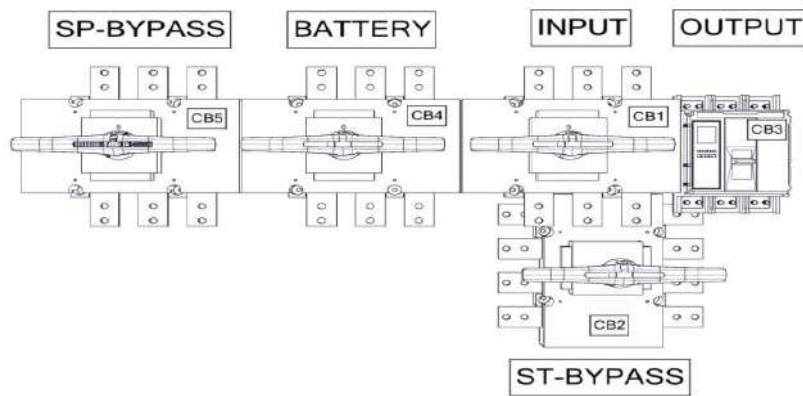 SP-BYPASS
BATTERY
INPUT
OUTPUT
CB5
CB4
CB1
CB3
CB2
ST-BYPASS